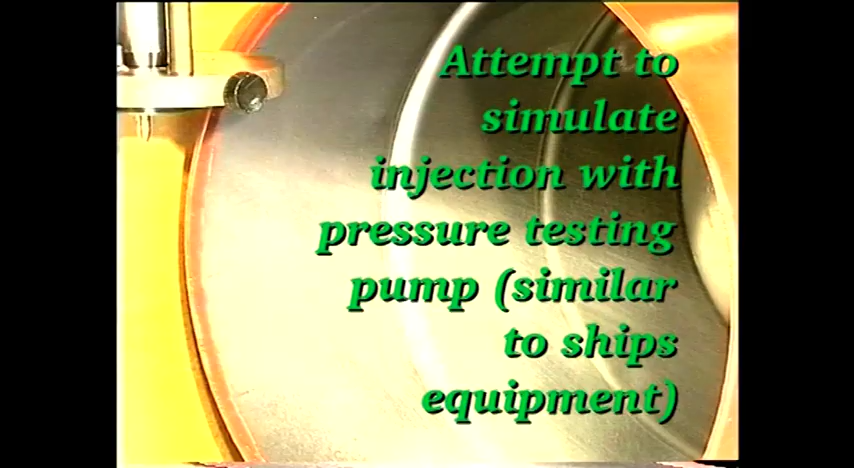 Attempt to
simulate
injection with
pressure testing
pump (similar
to ships
equipment)